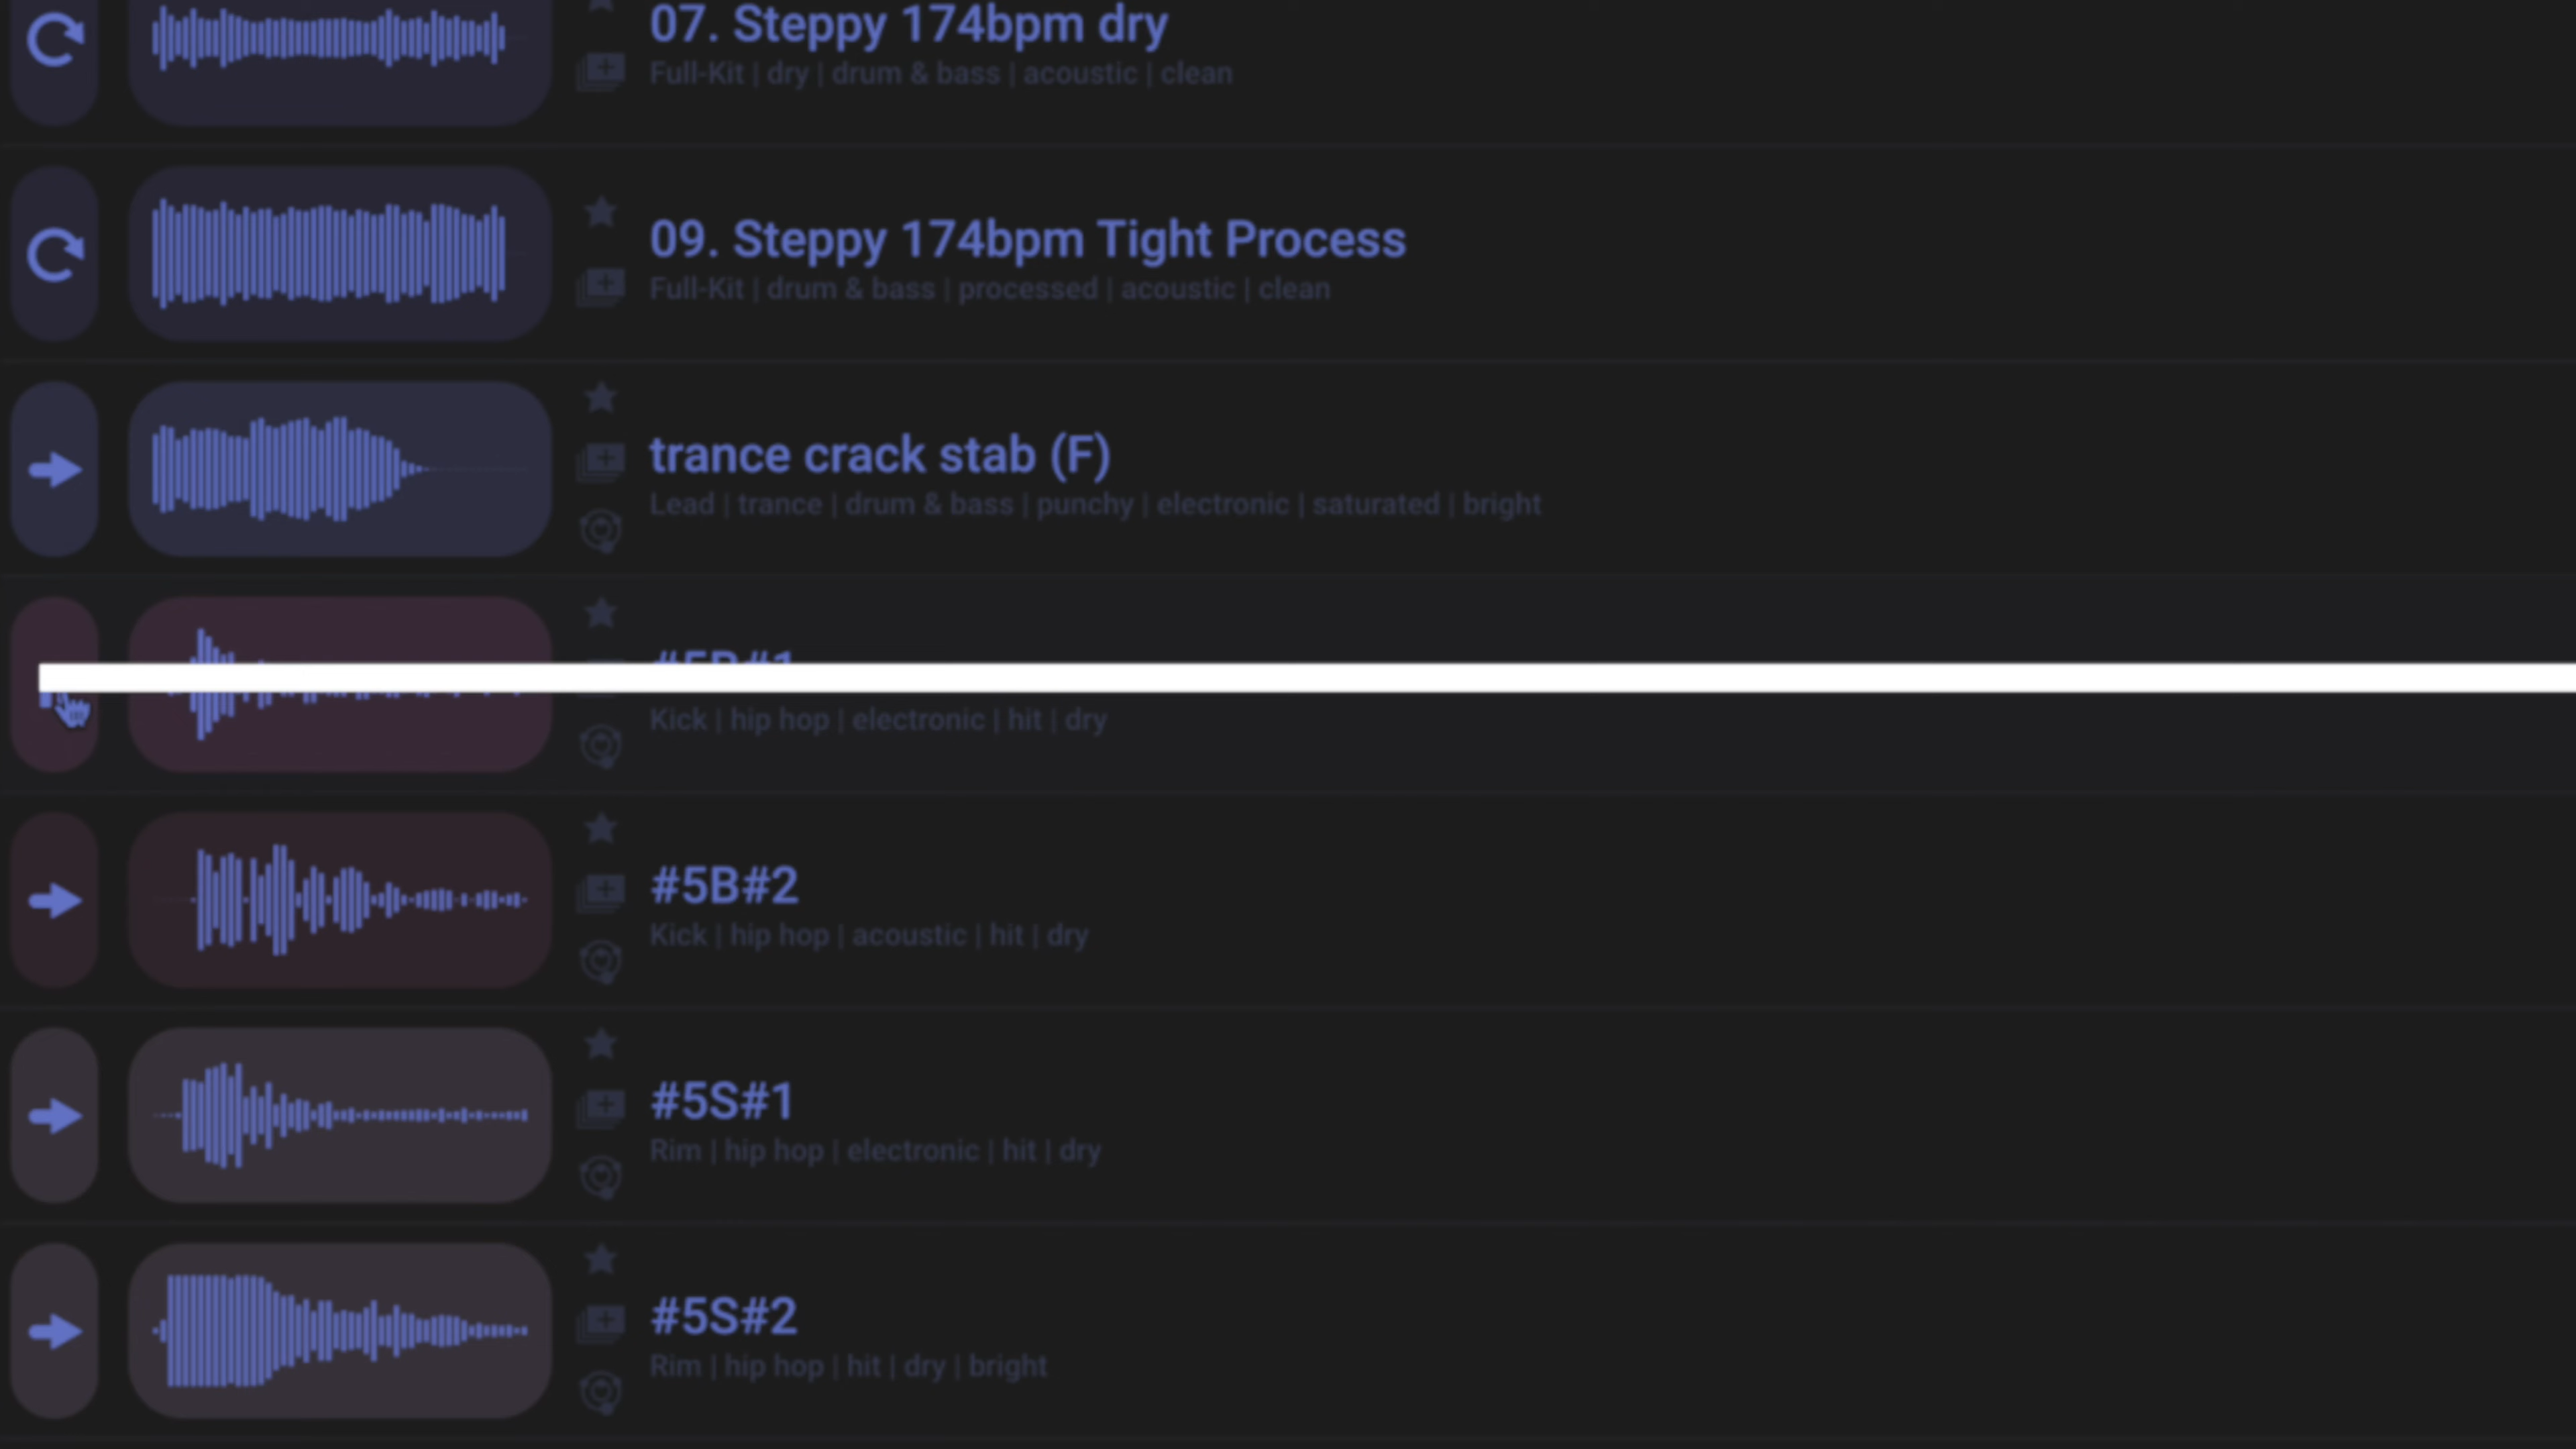 07. Steppy 174bpm dry
Full-Kit | dry | drum & bass | acoustic | clean
09. Steppy 174bpm Tight Process
Full-Kit | drum & bass | processed | acoustic | clean
trance crack stab (F)
Lead | trance | drum & bass | punchy | electronic | saturated | bright
#5B#1
Kick | hip hop | electronic | hit | dry
#5B#2
Kick | hip hop | acoustic | hit | dry
#5S#1
Rim | hip hop | electronic | hit | dry
#5S#2
Rim | hip hop | hit | dry | bright